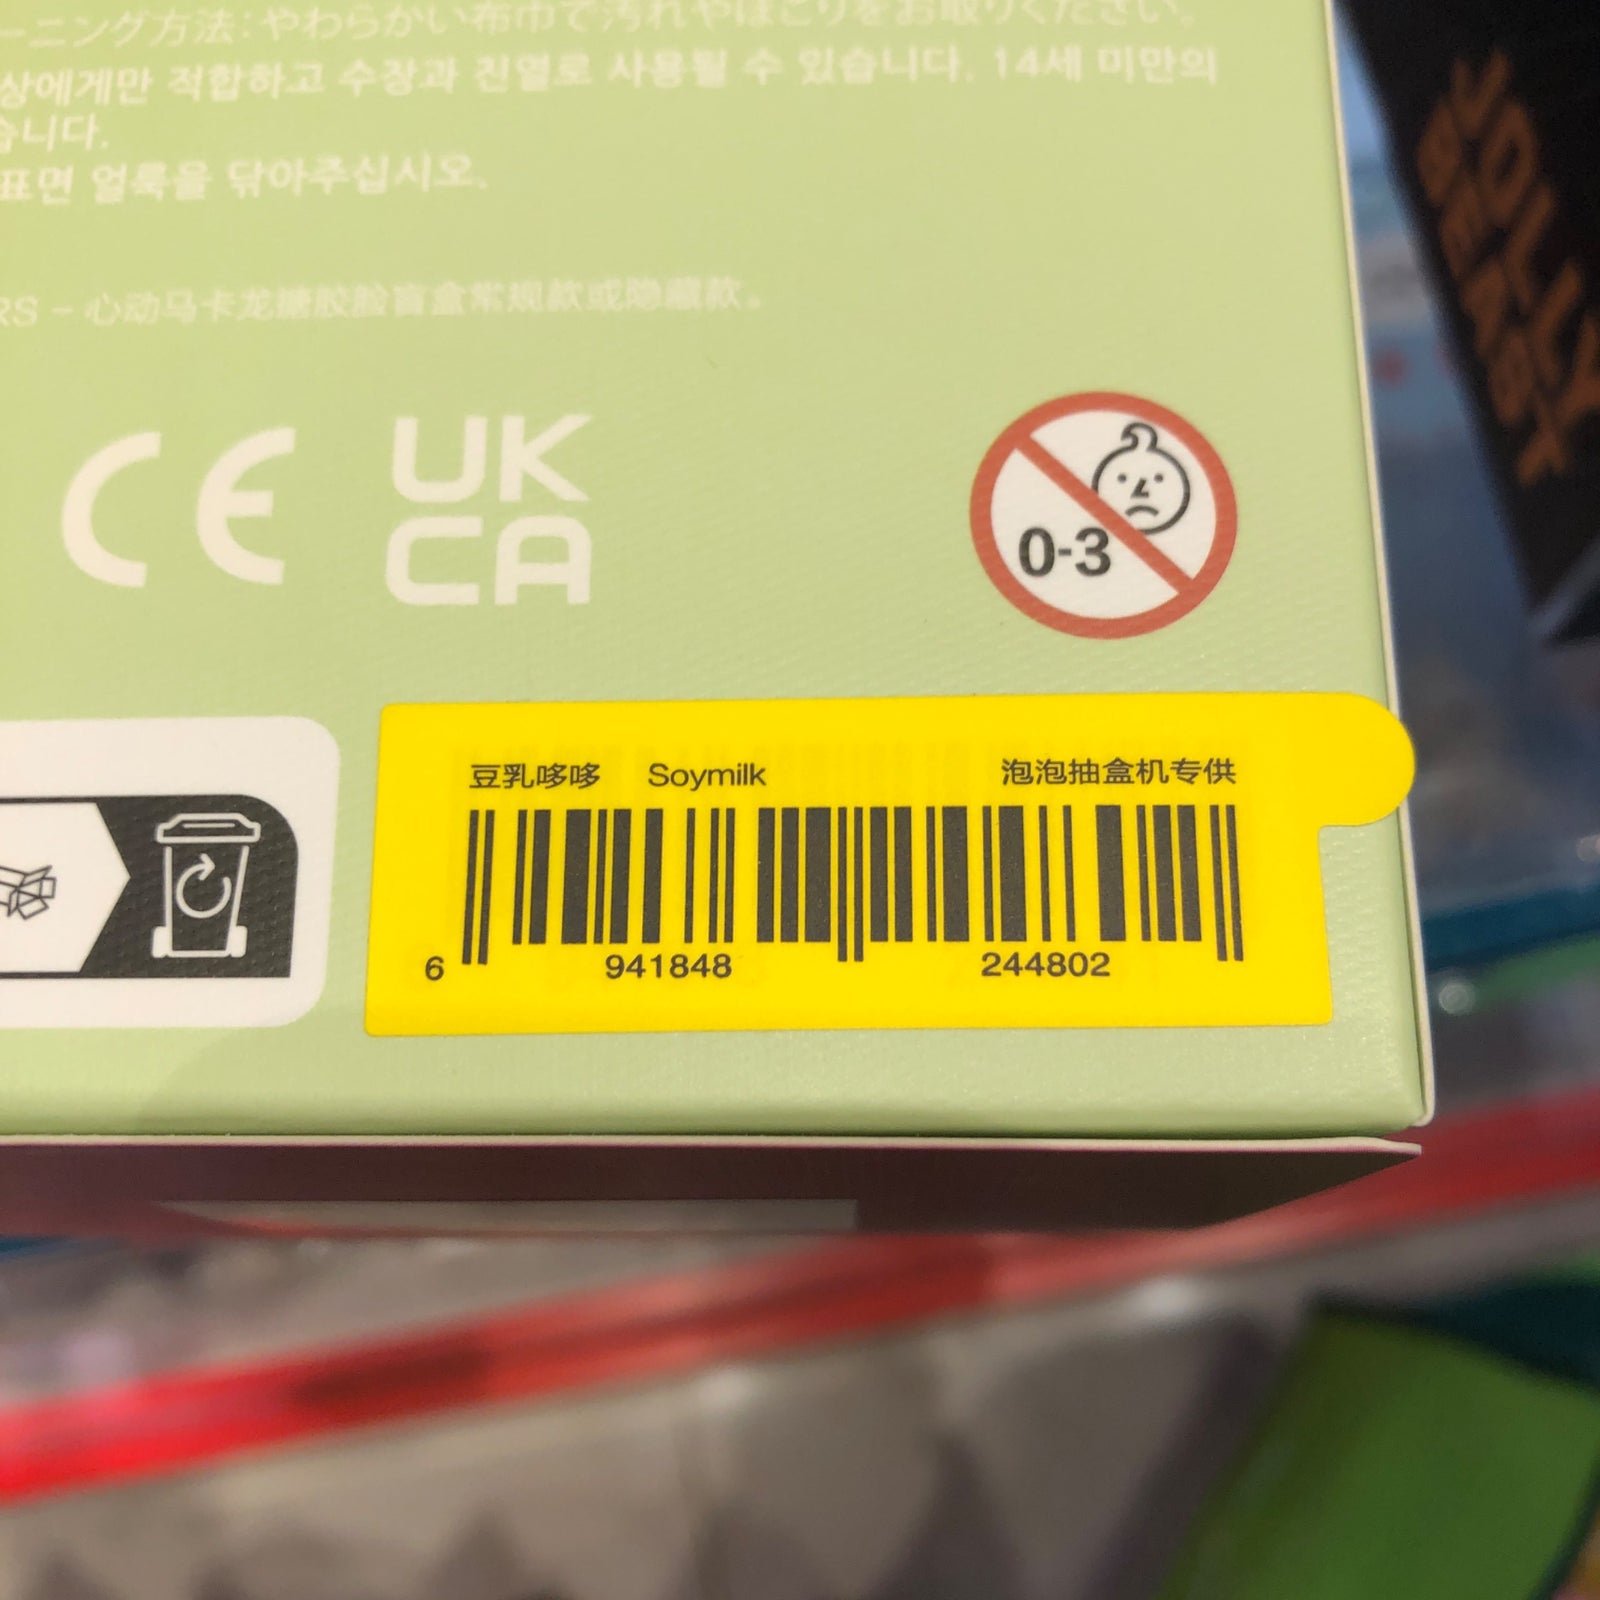 ーニング方法：やわらかい布巾で汚れやほこりをお取りください。
상에게만 적합하고 수장과 진열로 사용될 수 있습니다. 14세 미만의
습니다.
표면 얼룩을 닦아주십시오.
RS - 心动马卡龙搪胶脸盲盒常规款或隐藏款。
CE
UK
CA
0-3
豆乳哆哆 Soymilk 泡泡抽盒机专供
6 941848 244802